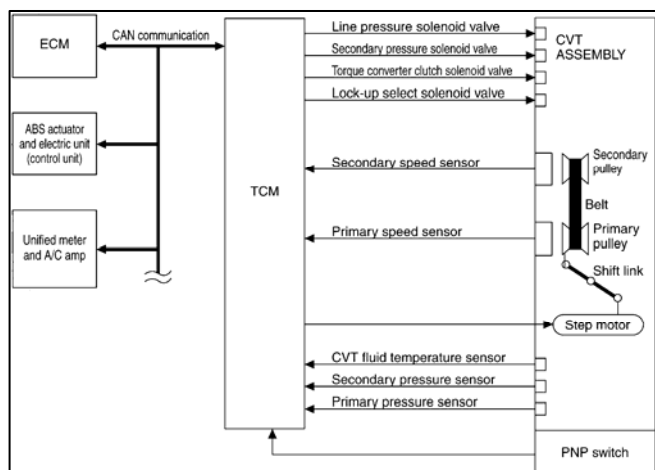 ECM
CAN communication
ABS actuator
and electric unit
(control unit)
Unified meter
and A/C amp
TCM
Line pressure solenoid valve
Secondary pressure solenoid valve
Torque converter clutch solenoid valve
Lock-up select solenoid valve
Secondary speed sensor
Primary speed sensor
CVT fluid temperature sensor
Secondary pressure sensor
Primary pressure sensor
CVT
ASSEMBLY
Secondary
pulley
Belt
Primary
pulley
Shift link
Step motor
PNP switch